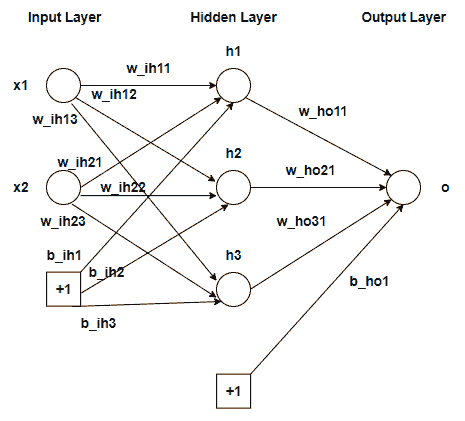 Input Layer
Hidden Layer
Output Layer
h1
x1
w_ih11
w_ih12
w_ih13
w_ho11
h2
w_ih21
x2
w_ih22
w_ho21
o
w_ih23
w_ho31
b_ih1
h3
b_ih2
+1
b_ho1
b_ih3
+1